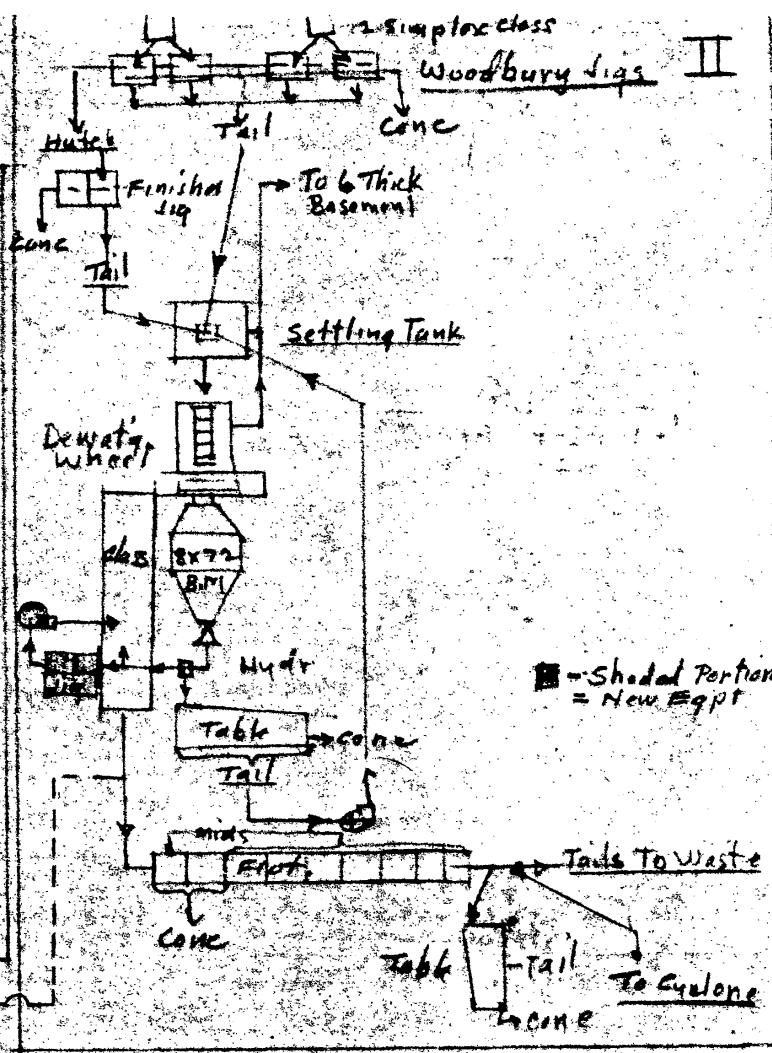 2 Simplex Class
Woodbury Jigs
II
Tail
Conc
Hutch
Finisher
Jig
Conc
Tail
To 6 Thick
Basement
Settling Tank
Dewat'g
Wheel
Clas
8x72
B.M
Hydr
Jig
- Shaded Portion
= New Eqpt
Table
Conc
Tail
mids
Flot.
Tails To Waste
Conc
Table
Tail
To Cyclone
Conc